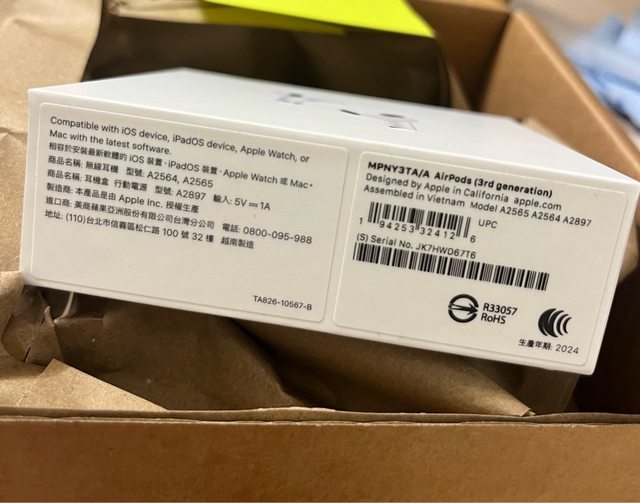 Compatible with iOS device, iPadOS device, Apple Watch, or
Mac with the latest software.
相容於安裝最新軟體的 iOS 裝置、iPadOS 裝置、Apple Watch 或 Mac。
商品名稱: 無線耳機 型號: A2564, A2565
商品名稱: 耳機盒 行動電源 型號: A2897 輸入: 5V⎓1A
製造商: 本產品是由 Apple Inc. 授權生產
進口商: 美商蘋果亞洲股份有限公司台灣分公司 電話: 0800-095-988
地址: (110)台北市信義區松仁路 100 號 32 樓 越南製造
TA826-10567-B
MPNY3TA/A AirPods (3rd generation)
Designed by Apple in California apple.com
Assembled in Vietnam Model A2565 A2564 A2897
UPC
1 94253 32412 6
(S) Serial No. JK7HWD67T6
R33057
RoHS
生產年期: 2024